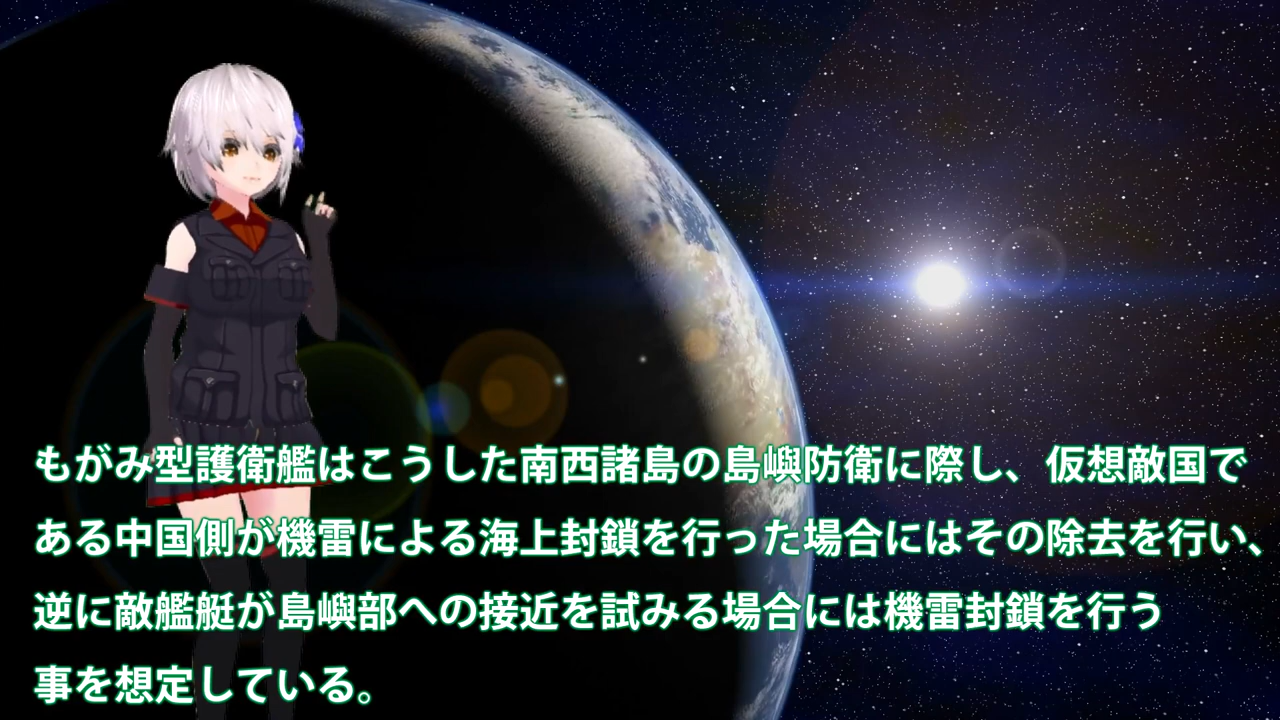 もがみ型護衛艦はこうした南西諸島の島嶼防衛に際し、仮想敵国で
ある中国側が機雷による海上封鎖を行った場合にはその除去を行い、
逆に敵艦艇が島嶼部への接近を試みる場合には機雷封鎖を行う
事を想定している。